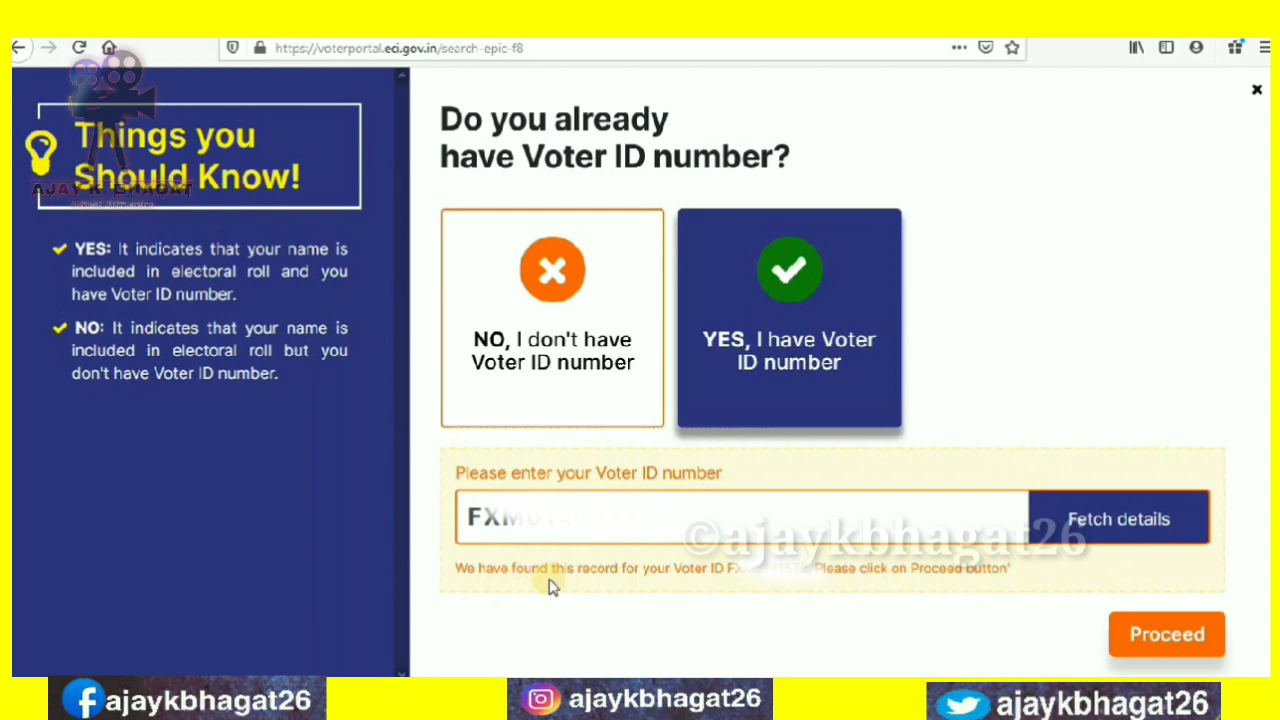 https://voterportal.eci.gov.in/search-epic-f8
Things you
Should Know!
AJAY K. BHAGAT
YES: It indicates that your name is
included in electoral roll and you
have Voter ID number.
NO: It indicates that your name is
included in electoral roll but you
don't have Voter ID number.
Do you already
have Voter ID number?
NO, I don't have
Voter ID number
YES, I have Voter
ID number
Please enter your Voter ID number
Fetch details
©ajaykbhagat26
We have found this record for your Voter ID Please click on Proceed button'
Proceed
ajaykbhagat26
ajaykbhagat26
ajaykbhagat26